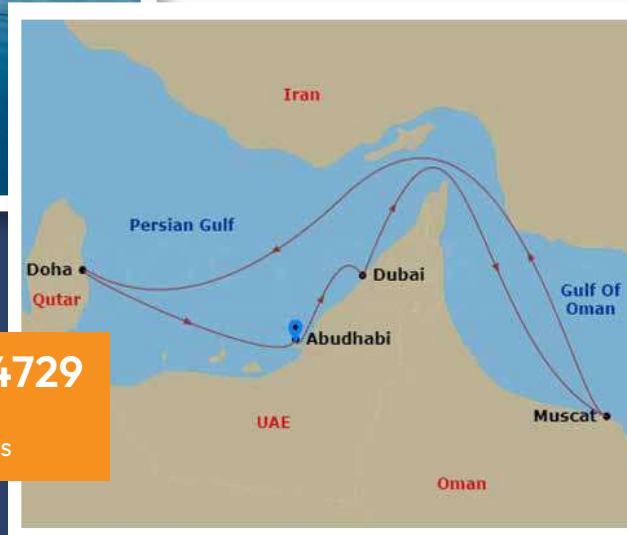 Iran
Persian Gulf
Doha
Qutar
Dubai
Gulf Of
Oman
Abudhabi
4729
s
UAE
Muscat
Oman